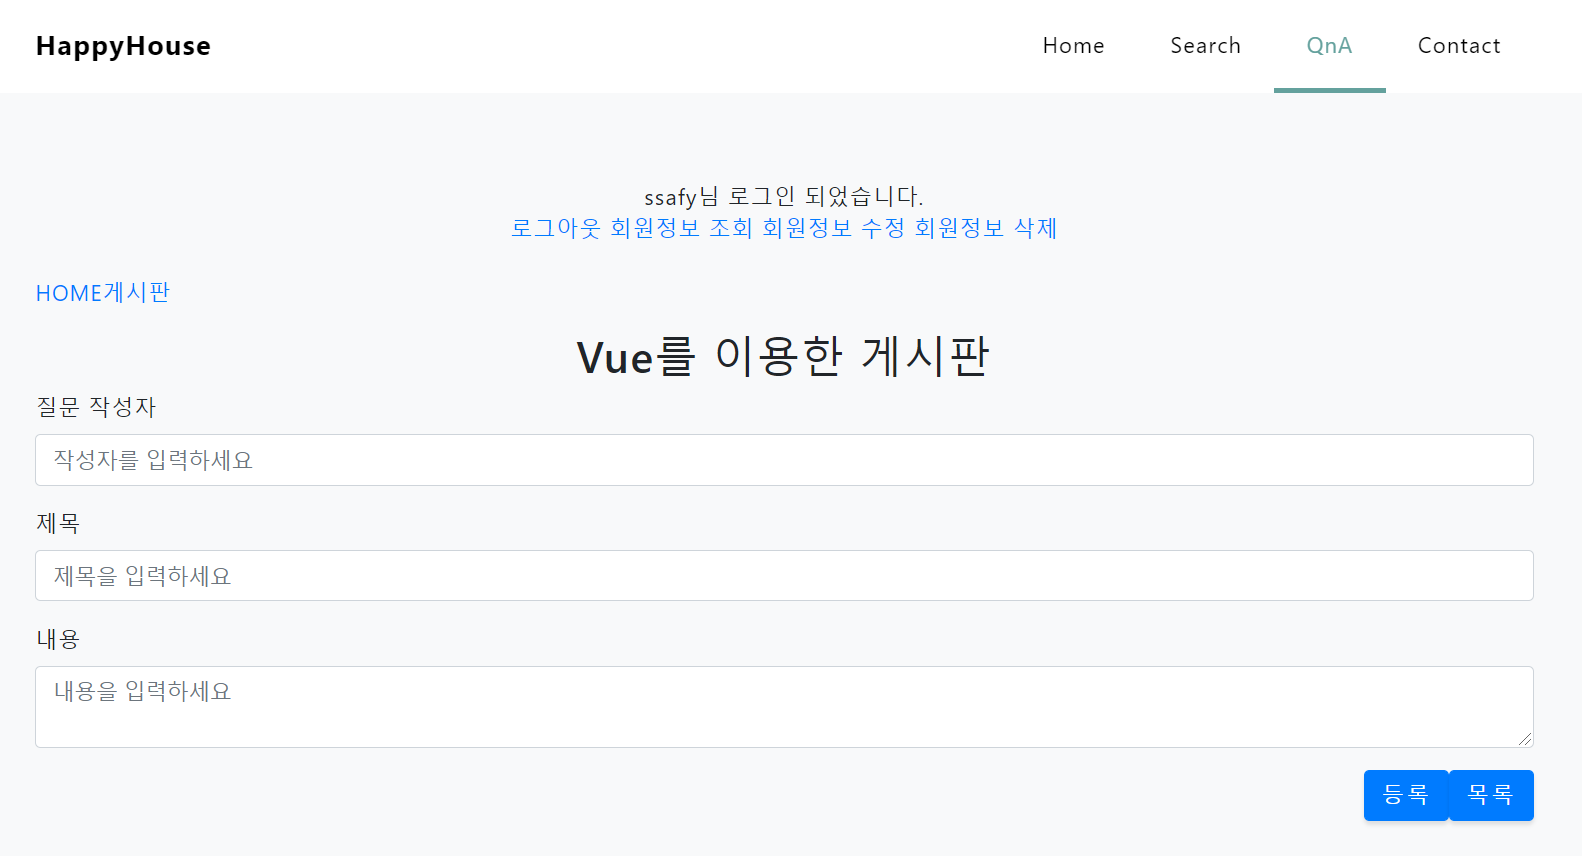 HappyHouse Home Search QnA Contact
ssafy님 로그인 되었습니다.
로그아웃 회원정보 조회 회원정보 수정 회원정보 삭제
HOME게시판
Vue를 이용한 게시판
질문 작성자
작성자를 입력하세요
제목
제목을 입력하세요
내용
내용을 입력하세요
등록 목록